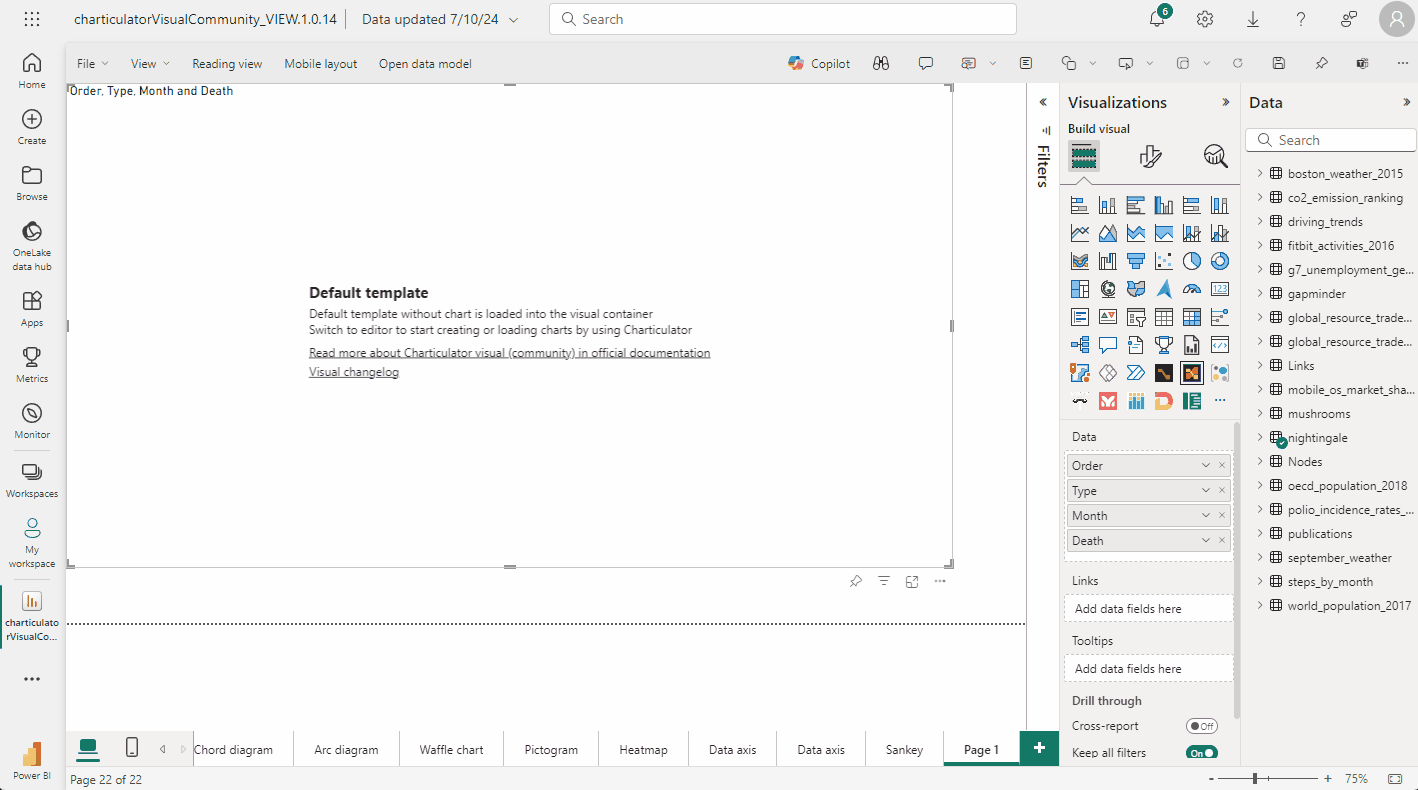 charticulatorVisualCommunity_VIEW.1.0.14
Data updated 7/10/24
Search
6
File
View
Reading view
Mobile layout
Open data model
Copilot
Home
Create
Browse
OneLake
data hub
Apps
Metrics
Monitor
Workspaces
My
workspace
charticulato
rVisualCo...
Power BI
Order, Type, Month and Death
Default template
Default template without chart is loaded into the visual container
Switch to editor to start creating or loading charts by using Charticulator
Read more about Charticulator visual (community) in official documentation
Visual changelog
Filters
Visualizations
Build visual
123
Data
Order
Type
Month
Death
Links
Add data fields here
Tooltips
Add data fields here
Drill through
Cross-report
Off
Keep all filters
On
Data
Search
boston_weather_2015
co2_emission_ranking
driving_trends
fitbit_activities_2016
g7_unemployment_ge...
gapminder
global_resource_trade...
global_resource_trade...
Links
mobile_os_market_sha...
mushrooms
nightingale
Nodes
oecd_population_2018
polio_incidence_rates_...
publications
september_weather
steps_by_month
world_population_2017
Chord diagram
Arc diagram
Waffle chart
Pictogram
Heatmap
Data axis
Data axis
Sankey
Page 1
+
Page 22 of 22
- + 75%